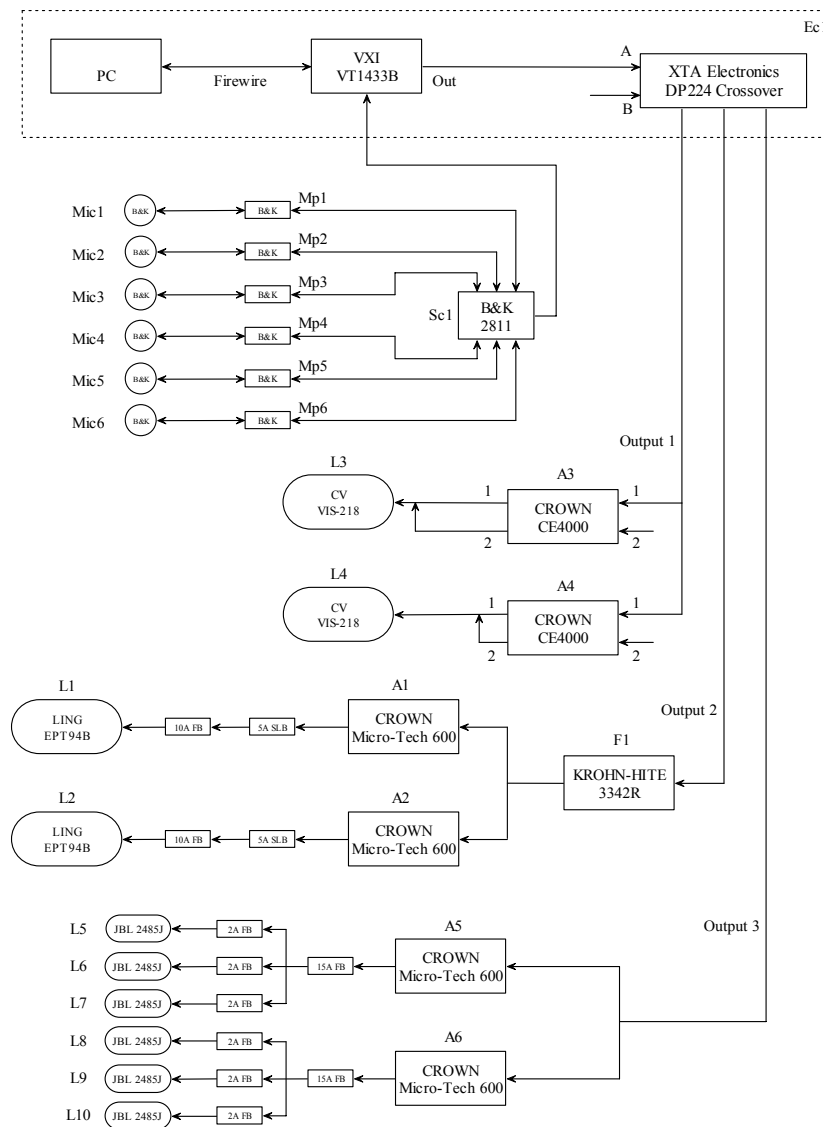 Ec1
PC
Firewire
VXI
VT1433B
Out
A
B
XTA Electronics
DP224 Crossover
Mic1 B&K B&K Mp1
Mic2 B&K B&K Mp2
Mic3 B&K B&K Mp3
Mic4 B&K B&K Mp4
Mic5 B&K B&K Mp5
Mic6 B&K B&K Mp6
Sc1
B&K
2811
Output 1
L3
CV
VIS-218
1
2
A3
CROWN
CE4000
1
2
L4
CV
VIS-218
1
2
A4
CROWN
CE4000
1
2
Output 2
L1
LING
EPT94B
10A FB
5A SLB
A1
CROWN
Micro-Tech 600
F1
KROHN-HITE
3342R
L2
LING
EPT94B
10A FB
5A SLB
A2
CROWN
Micro-Tech 600
Output 3
L5 JBL 2485J 2A FB
L6 JBL 2485J 2A FB
L7 JBL 2485J 2A FB
15A FB
A5
CROWN
Micro-Tech 600
L8 JBL 2485J 2A FB
L9 JBL 2485J 2A FB
L10 JBL 2485J 2A FB
15A FB
A6
CROWN
Micro-Tech 600